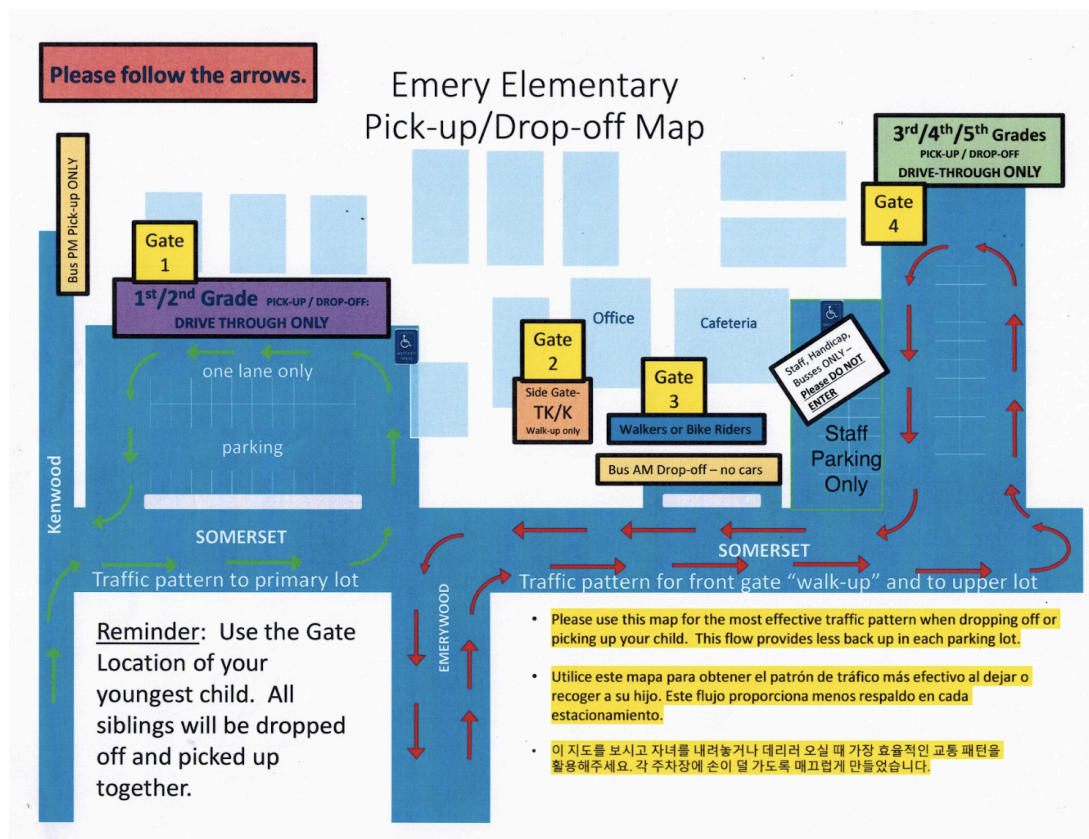 Please follow the arrows.
Emery Elementary
Pick-up/Drop-off Map
3rd/4th/5th Grades
PICK-UP / DROP-OFF
DRIVE-THROUGH ONLY
Bus PM Pick-up ONLY
Gate
4
Gate
1
1st/2nd Grade PICK-UP / DROP-OFF:
DRIVE THROUGH ONLY
Office
Cafeteria
Staff, Handicap,
Busses ONLY –
Please DO NOT
ENTER
Gate
2
Side Gate-
TK/K
Walk-up only
Gate
3
Walkers or Bike Riders
Bus AM Drop-off – no cars
Staff
Parking
Only
one lane only
parking
Kenwood
SOMERSET
Traffic pattern to primary lot
SOMERSET
Traffic pattern for front gate “walk-up” and to upper lot
EMERYWOOD
Reminder: Use the Gate
Location of your
youngest child. All
siblings will be dropped
off and picked up
together.
• Please use this map for the most effective traffic pattern when dropping off or
picking up your child. This flow provides less back up in each parking lot.
• Utilice este mapa para obtener el patrón de tráfico más efectivo al dejar o
recoger a su hijo. Este flujo proporciona menos respaldo en cada
estacionamiento.
• 이 지도를 보시고 자녀를 내려놓거나 데리러 오실 때 가장 효율적인 교통 패턴을
활용해주세요. 각 주차장에 손이 덜 가도록 매끄럽게 만들었습니다.